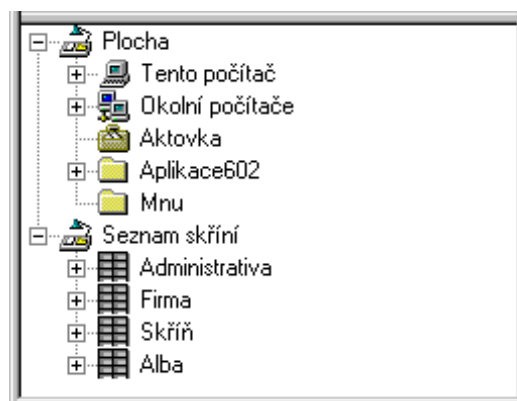 Plocha
Tento počítač
Okolní počítače
Aktovka
Aplikace602
Mnu
Seznam skříní
Administrativa
Firma
Skříň
Alba